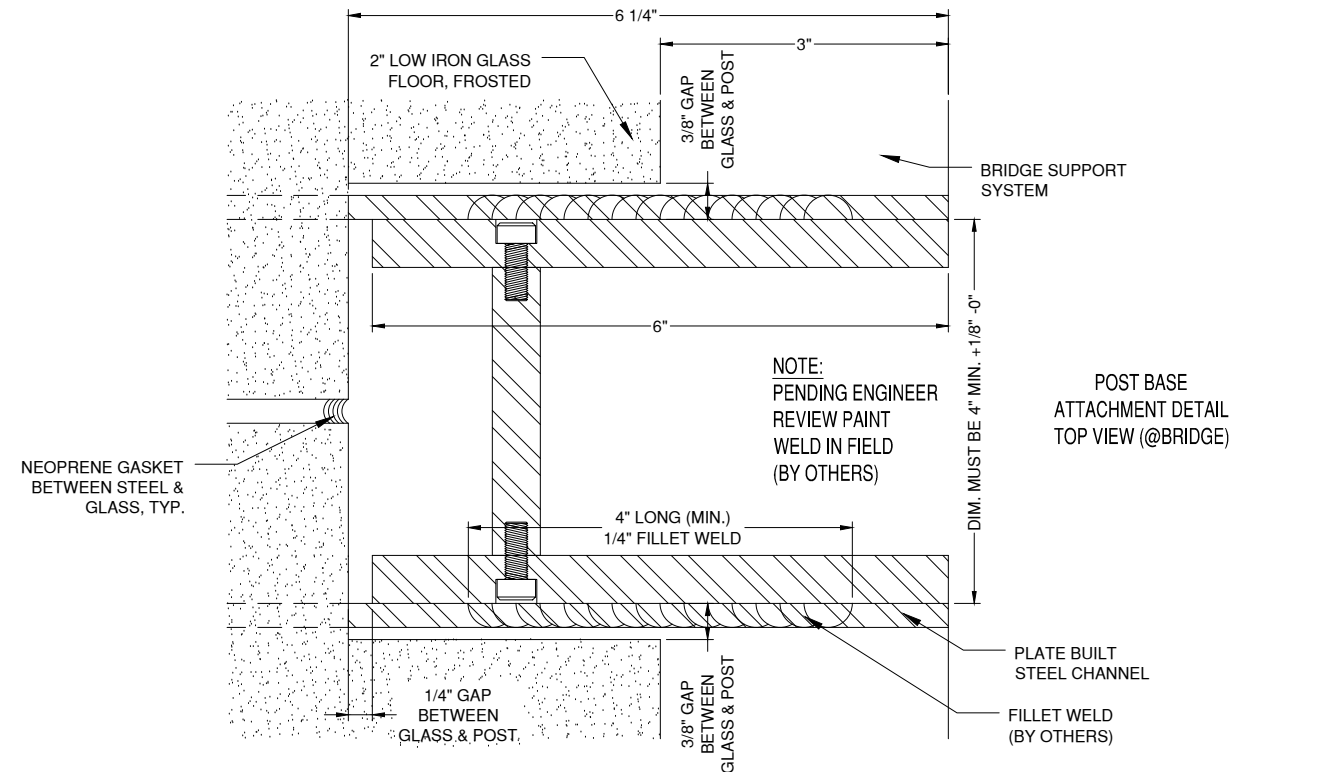 6 1/4"
3"
2" LOW IRON GLASS
FLOOR, FROSTED
3/8" GAP
BETWEEN
GLASS & POST
BRIDGE SUPPORT
SYSTEM
6"
DIM. MUST BE 4" MIN. +1/8" -0"
NOTE:
PENDING ENGINEER
REVIEW PAINT
WELD IN FIELD
(BY OTHERS)
POST BASE
ATTACHMENT DETAIL
TOP VIEW (@BRIDGE)
NEOPRENE GASKET
BETWEEN STEEL &
GLASS, TYP.
4" LONG (MIN.)
1/4" FILLET WELD
1/4" GAP
BETWEEN
GLASS & POST
3/8" GAP
BETWEEN
GLASS & POST
PLATE BUILT
STEEL CHANNEL
FILLET WELD
(BY OTHERS)